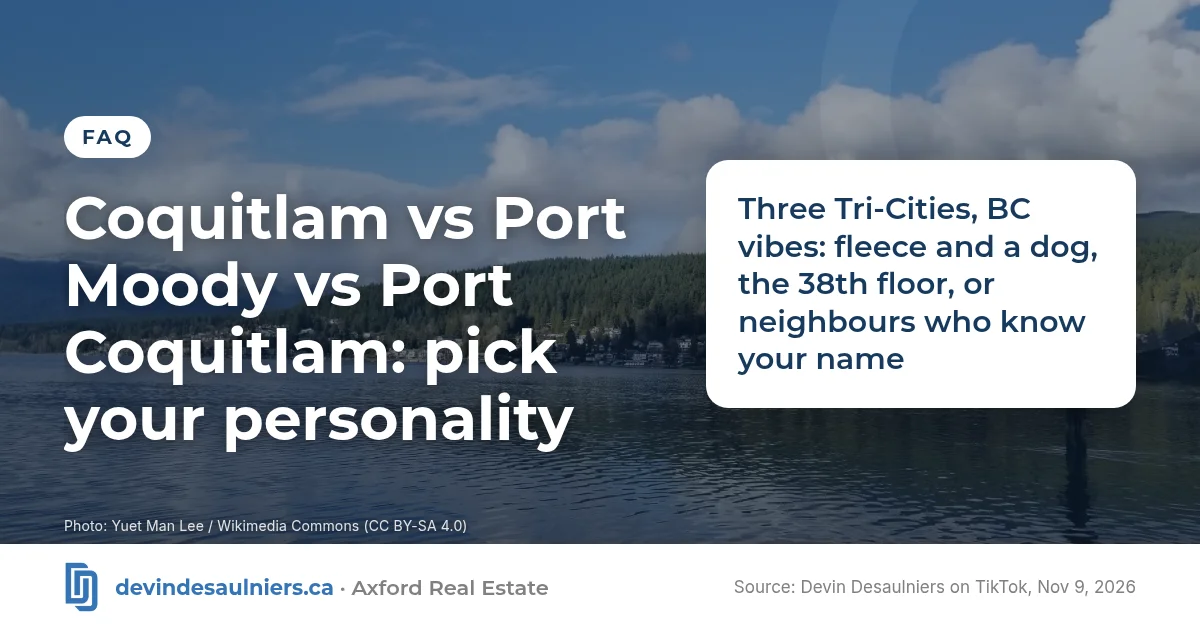 FAQ
Coquitlam vs Port
Moody vs Port
Coquitlam: pick
your personality
Three Tri-Cities, BC
vibes: fleece and a dog,
the 38th floor, or
neighbours who know
your name
Photo: Yuet Man Lee / Wikimedia Commons (CC BY-SA 4.0)
devindesaulniers.ca · Axford Real Estate
Source: Devin Desaulniers on TikTok, Nov 9, 2026